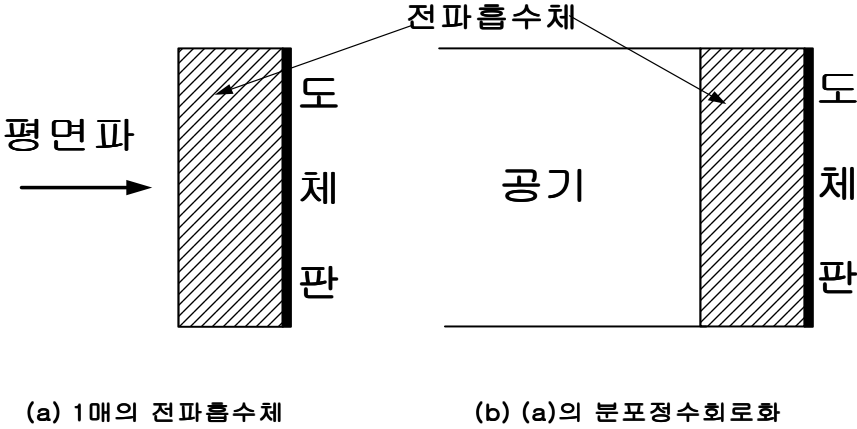 전파흡수체
평면파
도체판
공기
도체판
(a) 1매의 전파흡수체
(b) (a)의 분포정수회로화